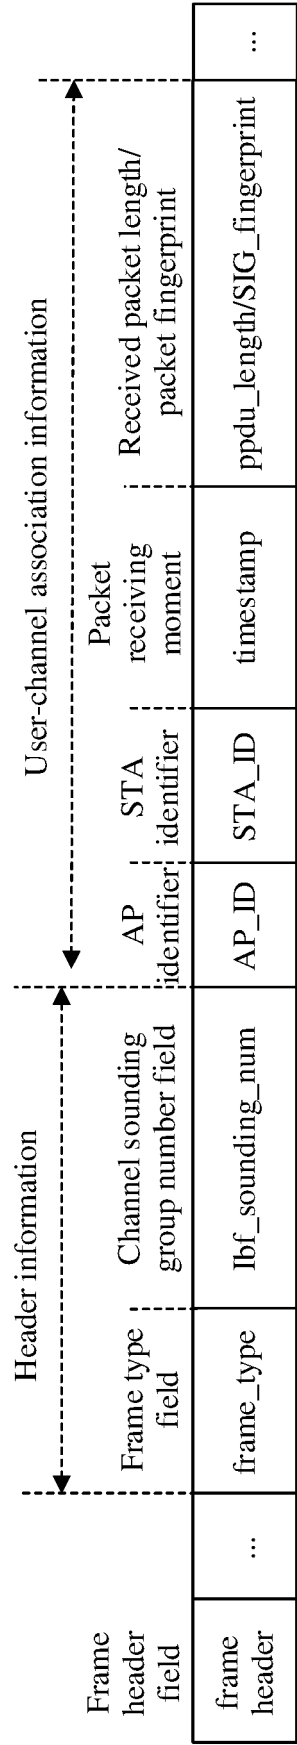 Header information
User-channel association information
Frame
header
field
Frame type
field
Channel sounding
group number field
AP
identifier
STA
identifier
Packet
receiving
moment
Received packet length/
packet fingerprint
frame
header
...
frame_type
Ibf_sounding_num
AP_ID
STA_ID
timestamp
ppdu_length/SIG_fingerprint
...